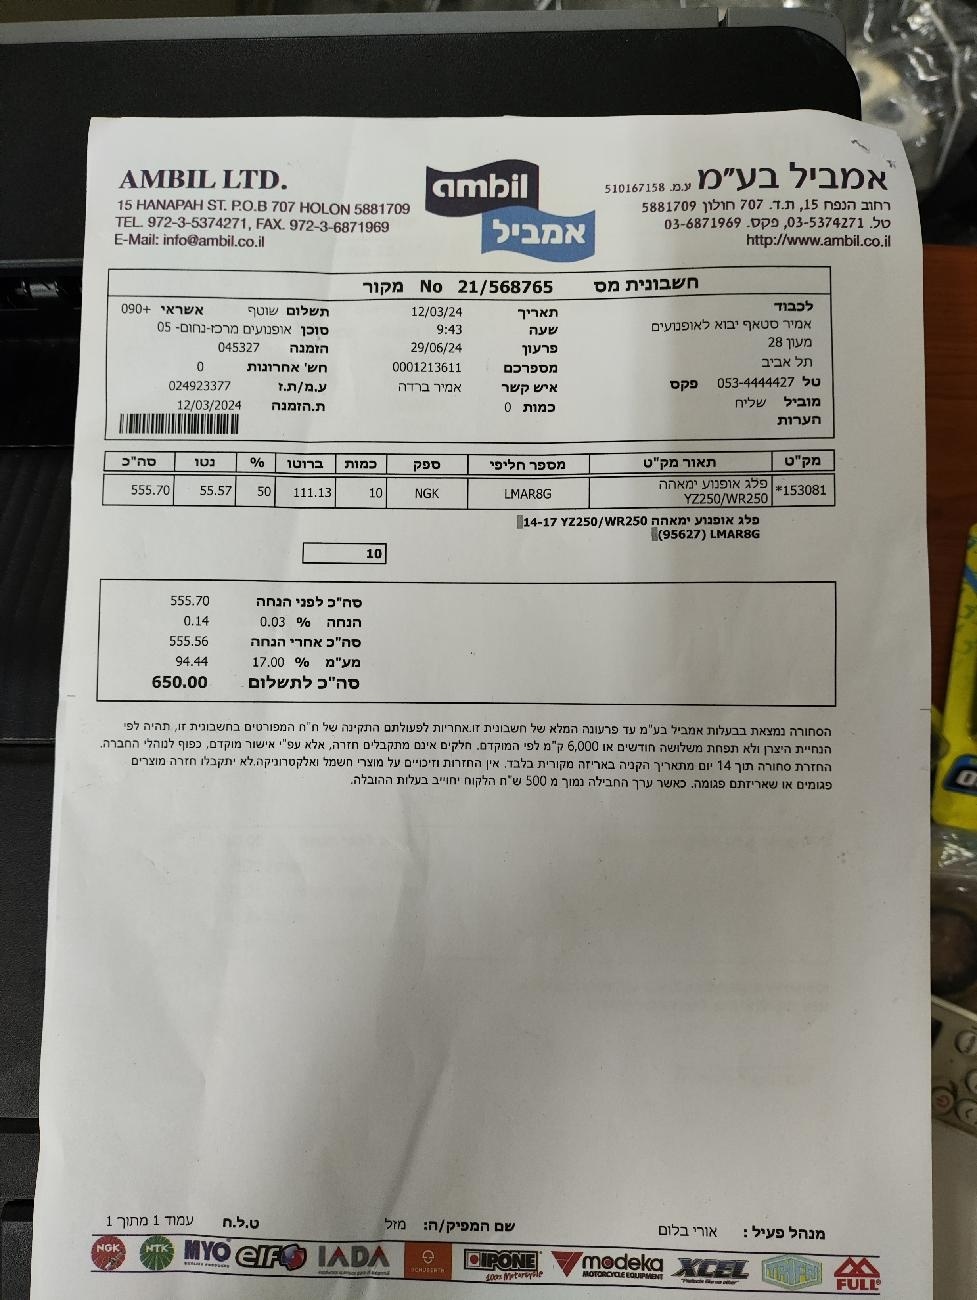 AMBIL LTD.
15 HANAPAH ST. P.O.B 707 HOLON 5881709
TEL. 972-3-5374271, FAX. 972-3-6871969
E-Mail: info@ambil.co.il
ambil
אמביל
אמביל בע"מ ע.מ. 510167158
רחוב הנפח 15, ת.ד. 707 חולון 5881709
טל. 03-5374271, פקס. 03-6871969
http://www.ambil.co.il
חשבונית מס 21/568765 No מקור
לכבוד
אמיר סטאף יבוא לאופנועים
מעון 28
תל אביב
טל 053-4444427 פקס
מוביל שליח
הערות
תאריך 12/03/24
שעה 9:43
פרעון 29/06/24
מספרכם 0001213611
איש קשר אמיר ברדה
כמות 0
תשלום שוטף אשראי +090
סוכן אופנועים מרכז-נחום- 05
הזמנה 045327
חש' אחרונות 0
ע.מ/ת.ז 024923377
ת.הזמנה 12/03/2024
מק"ט תאור מק"ט מספר חליפי ספק כמות ברוטו % נטו סה"כ
*153081 פלג אופנוע ימאהה YZ250/WR250 LMAR8G NGK 10 111.13 50 55.57 555.70
פלג אופנוע ימאהה YZ250/WR250 14-17
LMAR8G (95627)
10
סה"כ לפני הנחה 555.70
הנחה % 0.03 0.14
סה"כ אחרי הנחה 555.56
מע"מ % 17.00 94.44
סה"כ לתשלום 650.00
הסחורה נמצאת בבעלות אמביל בע"מ עד פרעונה המלא של חשבונית זו.אחריות לפעולתם התקינה של ח"ח המפורטים בחשבונית זו, תהיה לפי
הנחיית היצרן ולא תפחת משלושה חודשים או 6,000 ק"מ לפי המוקדם. חלקים אינם מתקבלים חזרה, אלא עפ"י אישור מוקדם, כפוף לנוהלי החברה.
החזרת סחורה תוך 14 יום מתאריך הקניה באריזה מקורית בלבד. אין החזרות וזיכויים על מוצרי חשמל ואלקטרוניקה.לא יתקבלו חזרה מוצרים
פגומים או שאריזתם פגומה. כאשר ערך החבילה נמוך מ 500 ש"ח הלקוח יחוייב בעלות ההובלה.
מנהל פעיל : אורי בלום שם המפיק/ה: מזל ט.ל.ח עמוד 1 מתוך 1
NGK NTK MYO elf IADA SCHUBERTH IPONE 100% Motorcycle modeka MOTORCYCLE EQUIPMENT XCEL TRIFER FULL